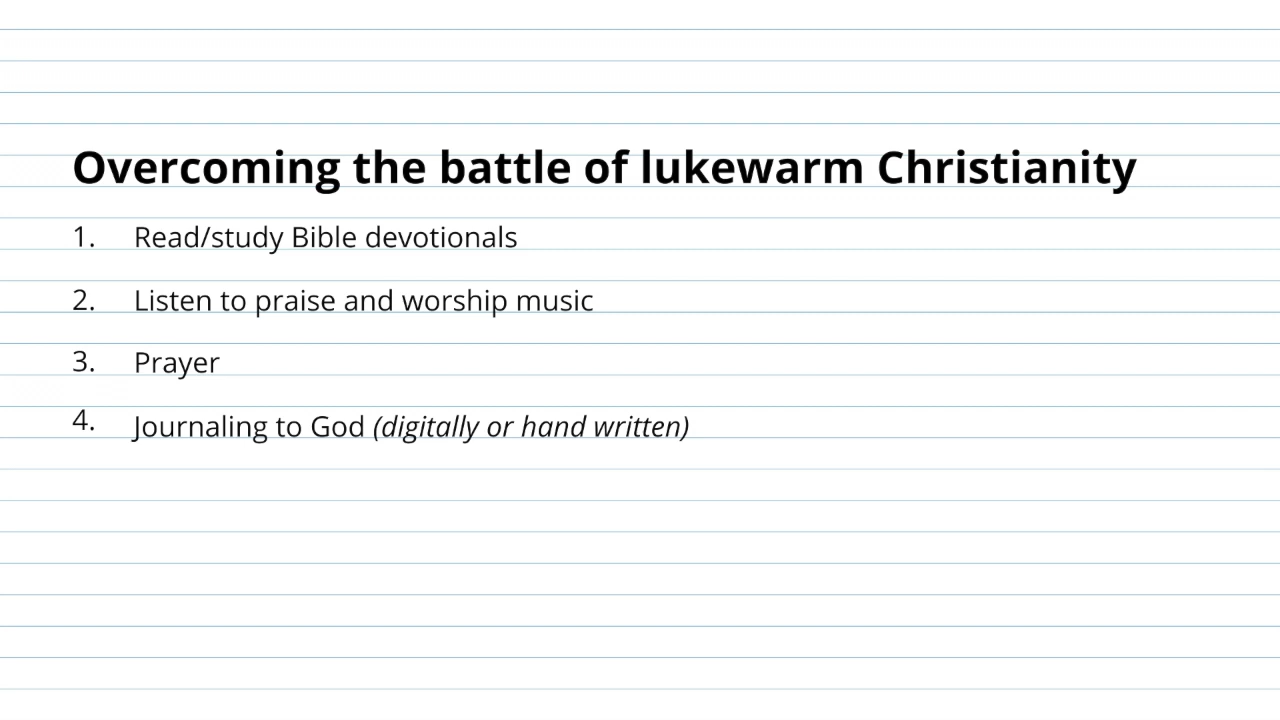 Overcoming the battle of lukewarm Christianity
1. Read/study Bible devotionals
2. Listen to praise and worship music
3. Prayer
4. Journaling to God (digitally or hand written)